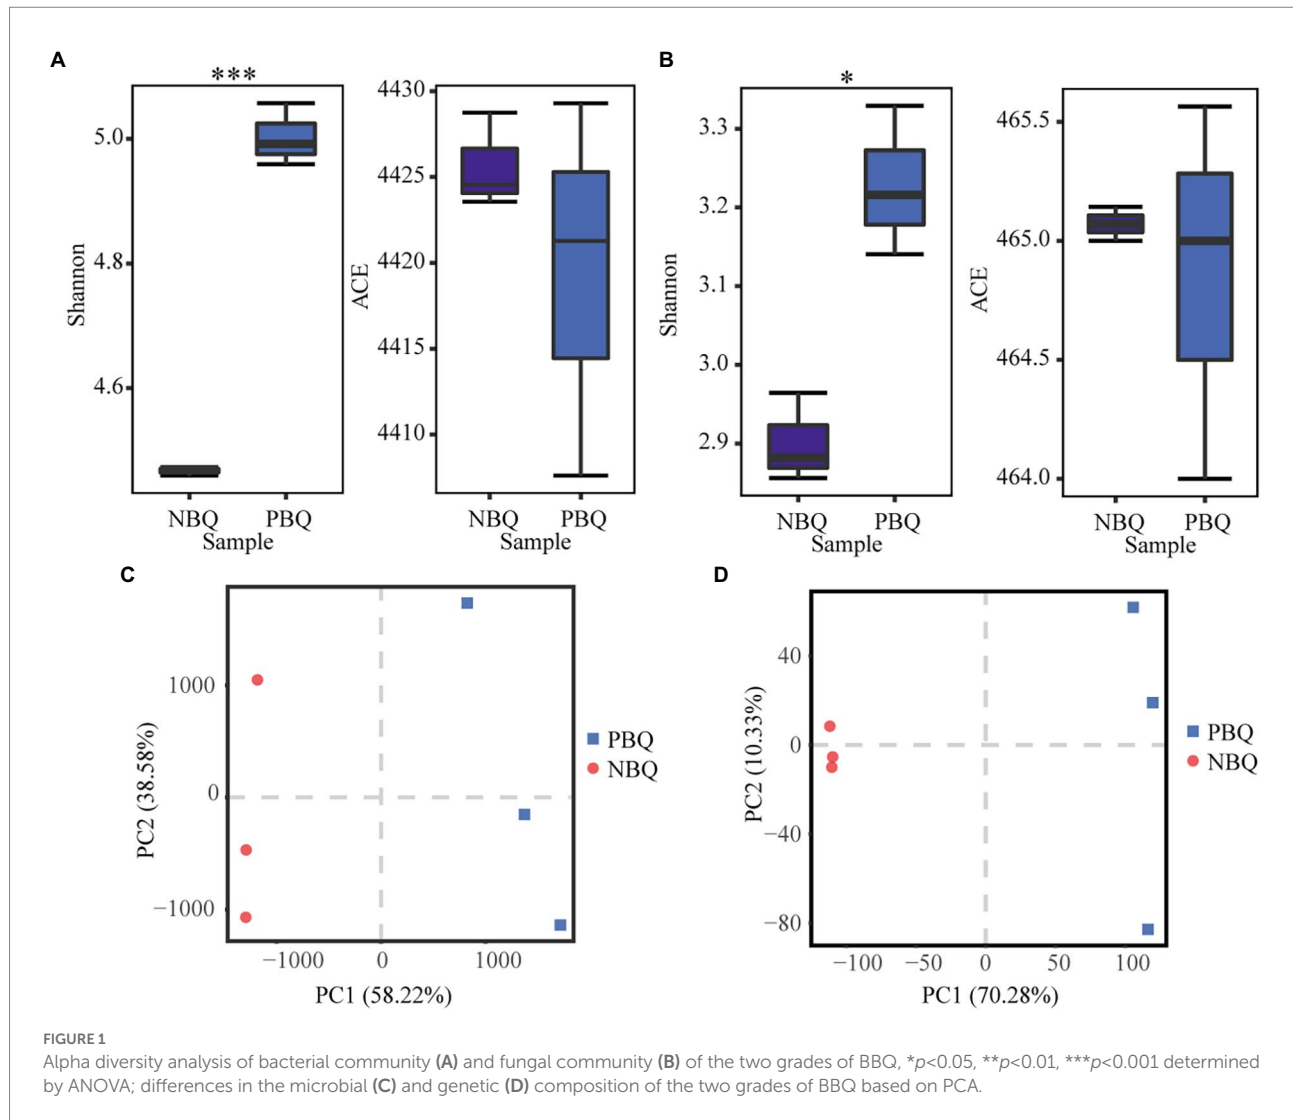 A
***
Shannon
5.0
4.8
4.6
NBQ PBQ
Sample
ACE
4430
4425
4420
4415
4410
NBQ PBQ
Sample
B
*
Shannon
3.3
3.2
3.1
3.0
2.9
NBQ PBQ
Sample
ACE
465.5
465.0
464.5
464.0
NBQ PBQ
Sample
C
PC2 (38.58%)
1000
0
−1000
−1000 0 1000
PC1 (58.22%)
PBQ
NBQ
D
PC2 (10.33%)
40
0
−40
−80
−100 −50 0 50 100
PC1 (70.28%)
PBQ
NBQ
FIGURE 1
Alpha diversity analysis of bacterial community (A) and fungal community (B) of the two grades of BBQ, *p<0.05, **p<0.01, ***p<0.001 determined
by ANOVA; differences in the microbial (C) and genetic (D) composition of the two grades of BBQ based on PCA.